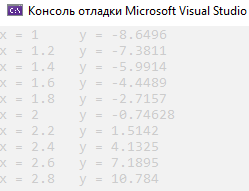 Консоль отладки Microsoft Visual Studio
x = 1 y = -8.6496
x = 1.2 y = -7.3811
x = 1.4 y = -5.9914
x = 1.6 y = -4.4489
x = 1.8 y = -2.7157
x = 2 y = -0.74628
x = 2.2 y = 1.5142
x = 2.4 y = 4.1325
x = 2.6 y = 7.1895
x = 2.8 y = 10.784